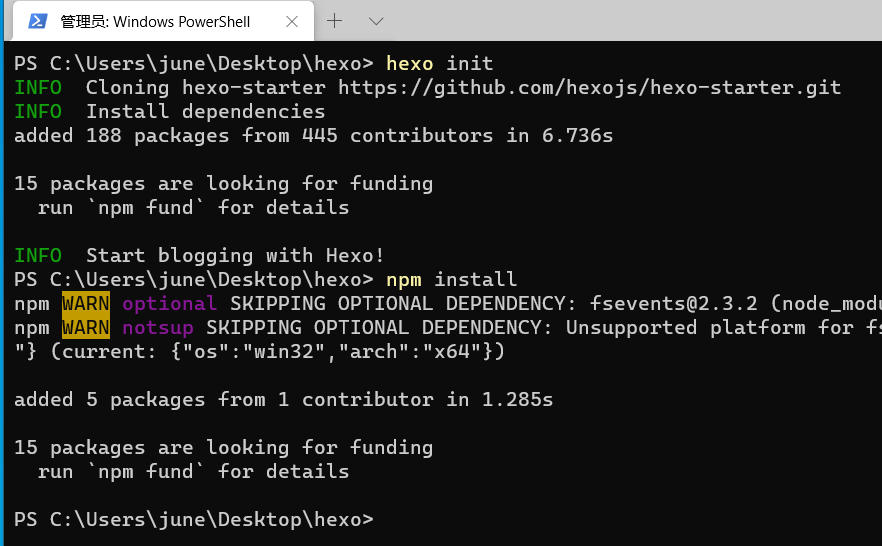 管理员: Windows PowerShell
PS C:\Users\june\Desktop\hexo> hexo init
INFO  Cloning hexo-starter https://github.com/hexojs/hexo-starter.git
INFO  Install dependencies
added 188 packages from 445 contributors in 6.736s
15 packages are looking for funding
  run `npm fund` for details
INFO  Start blogging with Hexo!
PS C:\Users\june\Desktop\hexo> npm install
npm WARN optional SKIPPING OPTIONAL DEPENDENCY: fsevents@2.3.2 (node_modu
npm WARN notsup SKIPPING OPTIONAL DEPENDENCY: Unsupported platform for fs
"} (current: {"os":"win32","arch":"x64"})
added 5 packages from 1 contributor in 1.285s
15 packages are looking for funding
  run `npm fund` for details
PS C:\Users\june\Desktop\hexo>